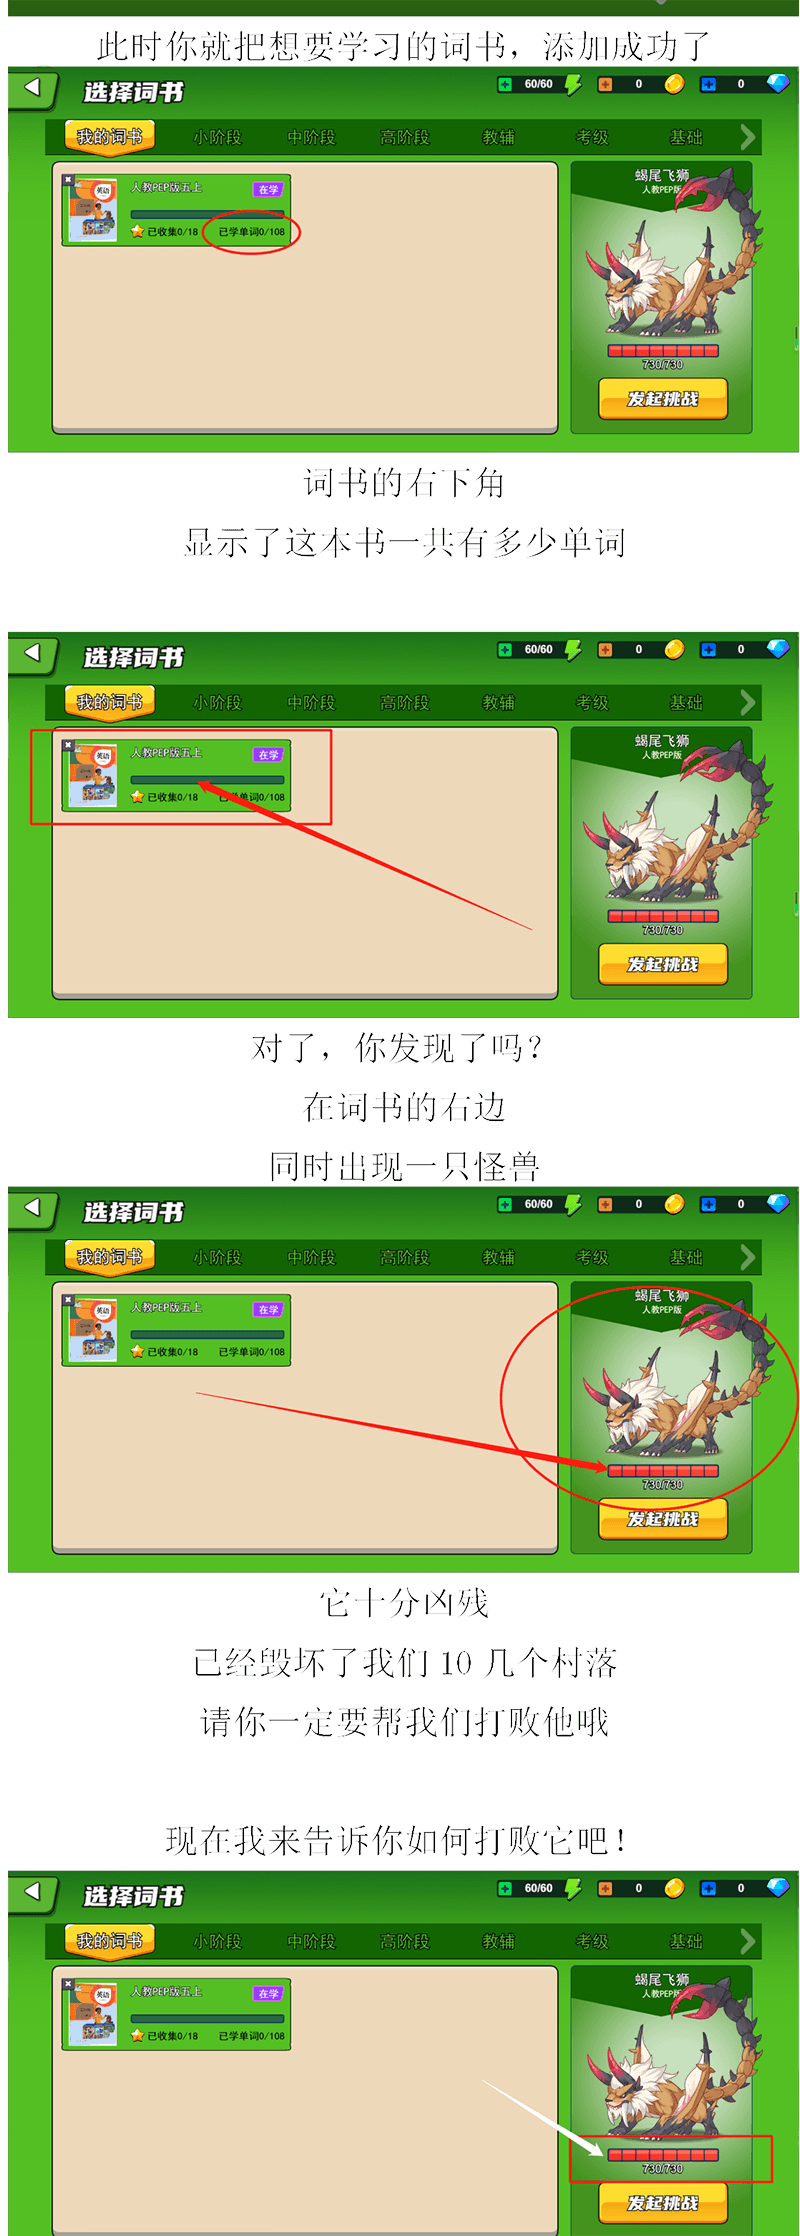 此时你就把想要学习的词书，添加成功了
选择词书
60/60
0
0
我的词书
小阶段
中阶段
高阶段
教辅
考级
基础
英语
人教PEP版五上
在学
已收集0/18
已学单词0/108
蝎尾飞狮
人教PEP版
730/730
发起挑战
词书的右下角
显示了这本书一共有多少单词
选择词书
60/60
0
0
我的词书
小阶段
中阶段
高阶段
教辅
考级
基础
英语
人教PEP版五上
在学
已收集0/18
已学单词0/108
蝎尾飞狮
人教PEP版
730/730
发起挑战
对了，你发现了吗？
在词书的右边
同时出现一只怪兽
选择词书
60/60
0
0
我的词书
小阶段
中阶段
高阶段
教辅
考级
基础
英语
人教PEP版五上
在学
已收集0/18
已学单词0/108
蝎尾飞狮
人教PEP版
730/730
发起挑战
它十分凶残
已经毁坏了我们10几个村落
请你一定要帮我们打败他哦
现在我来告诉你如何打败它吧！
选择词书
60/60
0
0
我的词书
小阶段
中阶段
高阶段
教辅
考级
基础
英语
人教PEP版五上
在学
已收集0/18
已学单词0/108
蝎尾飞狮
人教PEP版
730/730
发起挑战